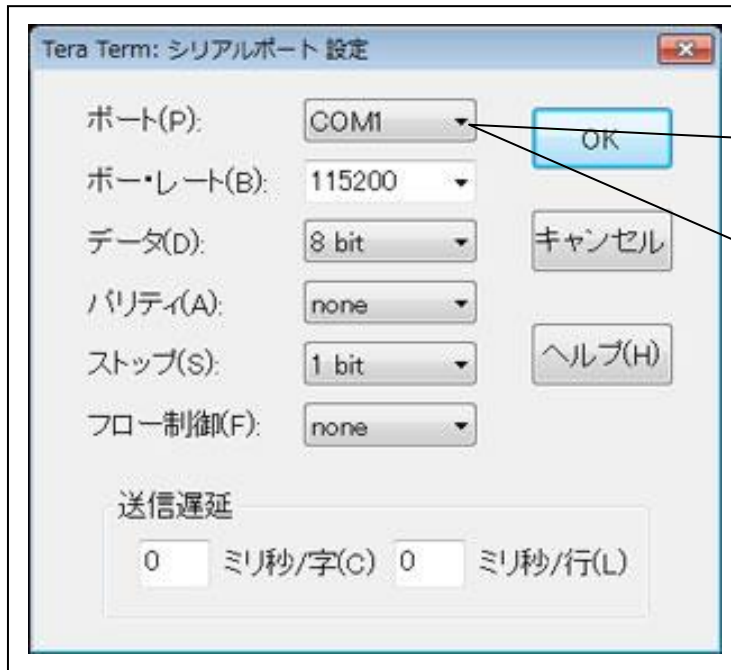 Tera Term: シリアルポート 設定
ポート(P): COM1 OK
ボー・レート(B): 115200
データ(D): 8 bit キャンセル
パリティ(A): none
ストップ(S): 1 bit ヘルプ(H)
フロー制御(F): none
送信遅延
0 ミリ秒/字(C) 0 ミリ秒/行(L)